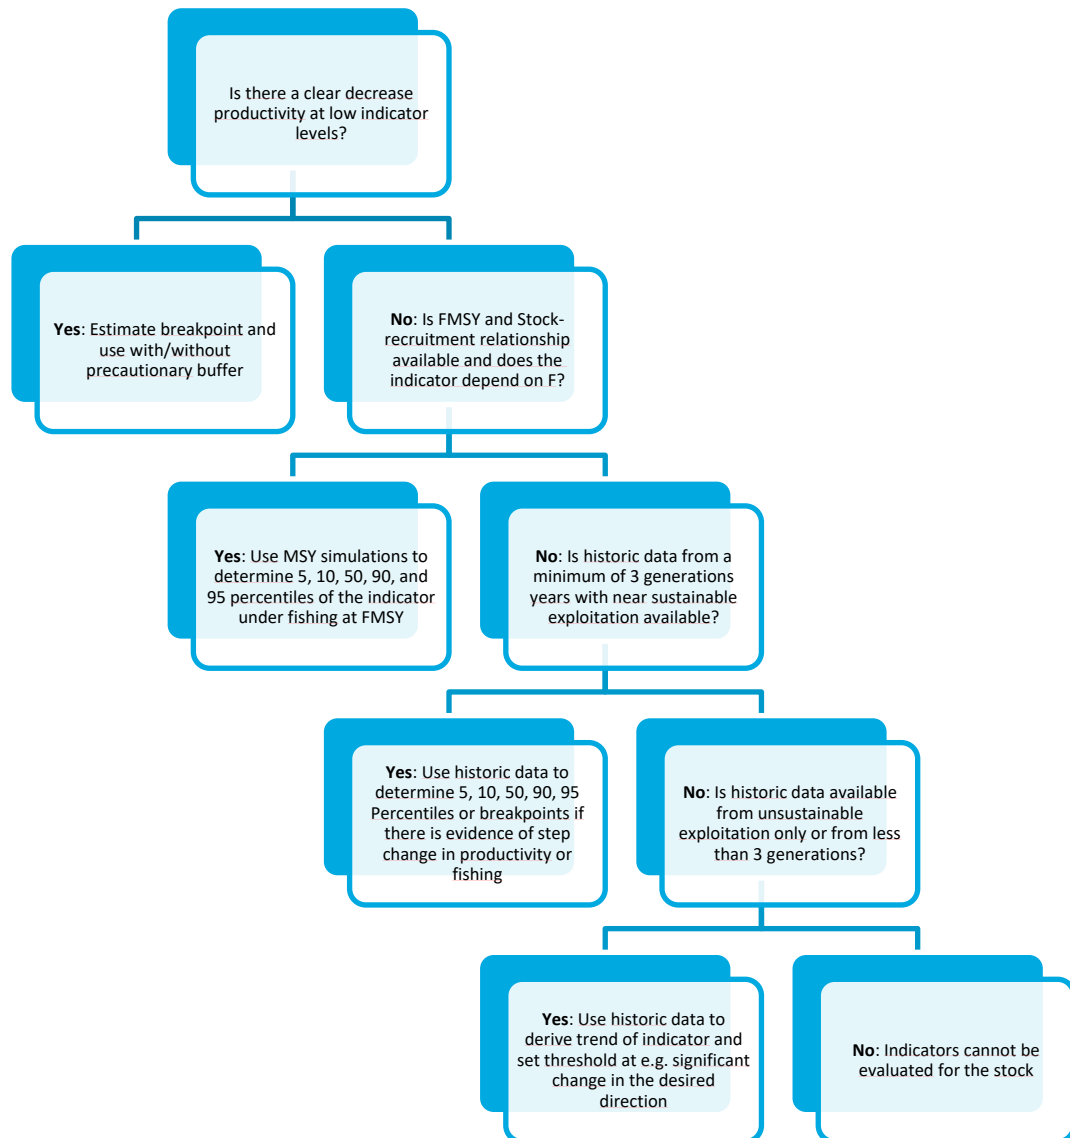 Is there a clear decrease
productivity at low indicator
levels?
Yes: Estimate breakpoint and
use with/without
precautionary buffer
No: Is FMSY and Stock-
recruitment relationship
available and does the
indicator depend on F?
Yes: Use MSY simulations to
determine 5, 10, 50, 90, and
95 percentiles of the indicator
under fishing at FMSY
No: Is historic data from a
minimum of 3 generations
years with near sustainable
exploitation available?
Yes: Use historic data to
determine 5, 10, 50, 90, 95
Percentiles or breakpoints if
there is evidence of step
change in productivity or
fishing
No: Is historic data available
from unsustainable
exploitation only or from less
than 3 generations?
Yes: Use historic data to
derive trend of indicator and
set threshold at e.g. significant
change in the desired
direction
No: Indicators cannot be
evaluated for the stock